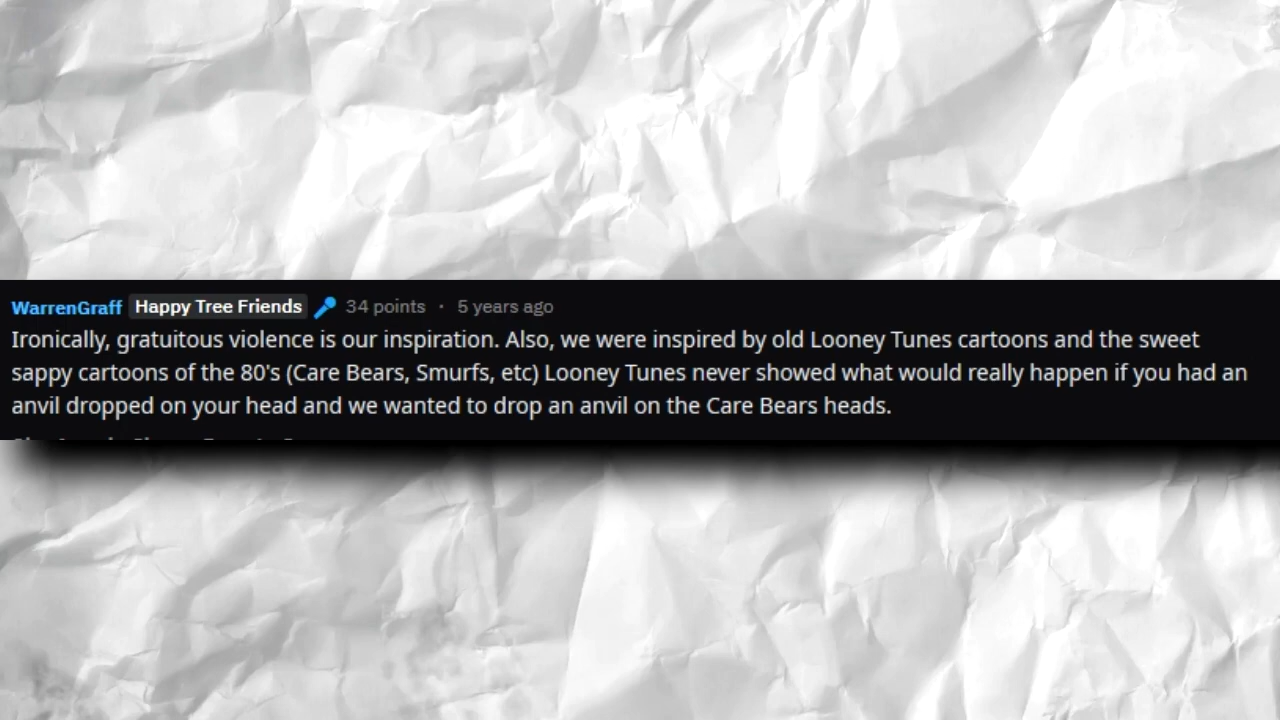 WarrenGraff Happy Tree Friends 34 points · 5 years ago
Ironically, gratuitous violence is our inspiration. Also, we were inspired by old Looney Tunes cartoons and the sweet
sappy cartoons of the 80's (Care Bears, Smurfs, etc) Looney Tunes never showed what would really happen if you had an
anvil dropped on your head and we wanted to drop an anvil on the Care Bears heads.